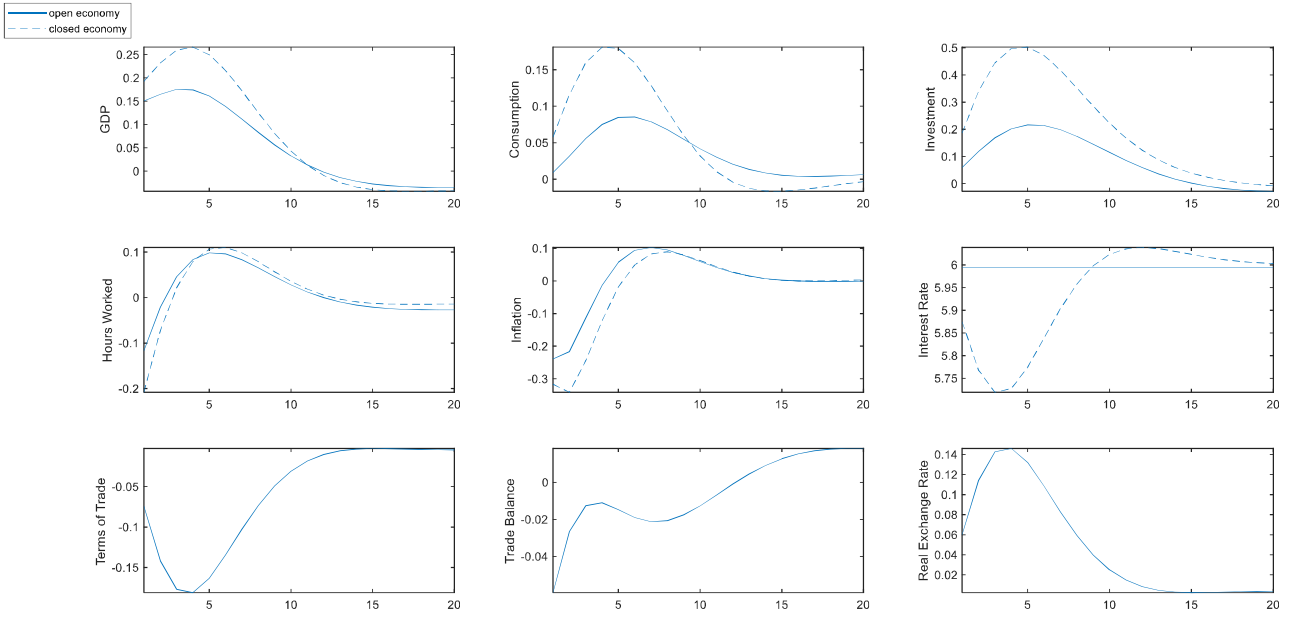 open economy
closed economy
GDP
0.25
0.2
0.15
0.1
0.05
0
5 10 15 20
Consumption
0.15
0.1
0.05
0
5 10 15 20
Investment
0.5
0.4
0.3
0.2
0.1
0
5 10 15 20
Hours Worked
0.1
0
-0.1
-0.2
5 10 15 20
Inflation
0.1
0
-0.1
-0.2
-0.3
5 10 15 20
Interest Rate
6
5.95
5.9
5.85
5.8
5.75
5 10 15 20
Terms of Trade
-0.05
-0.1
-0.15
5 10 15 20
Trade Balance
0
-0.02
-0.04
5 10 15 20
Real Exchange Rate
0.14
0.12
0.1
0.08
0.06
0.04
0.02
5 10 15 20